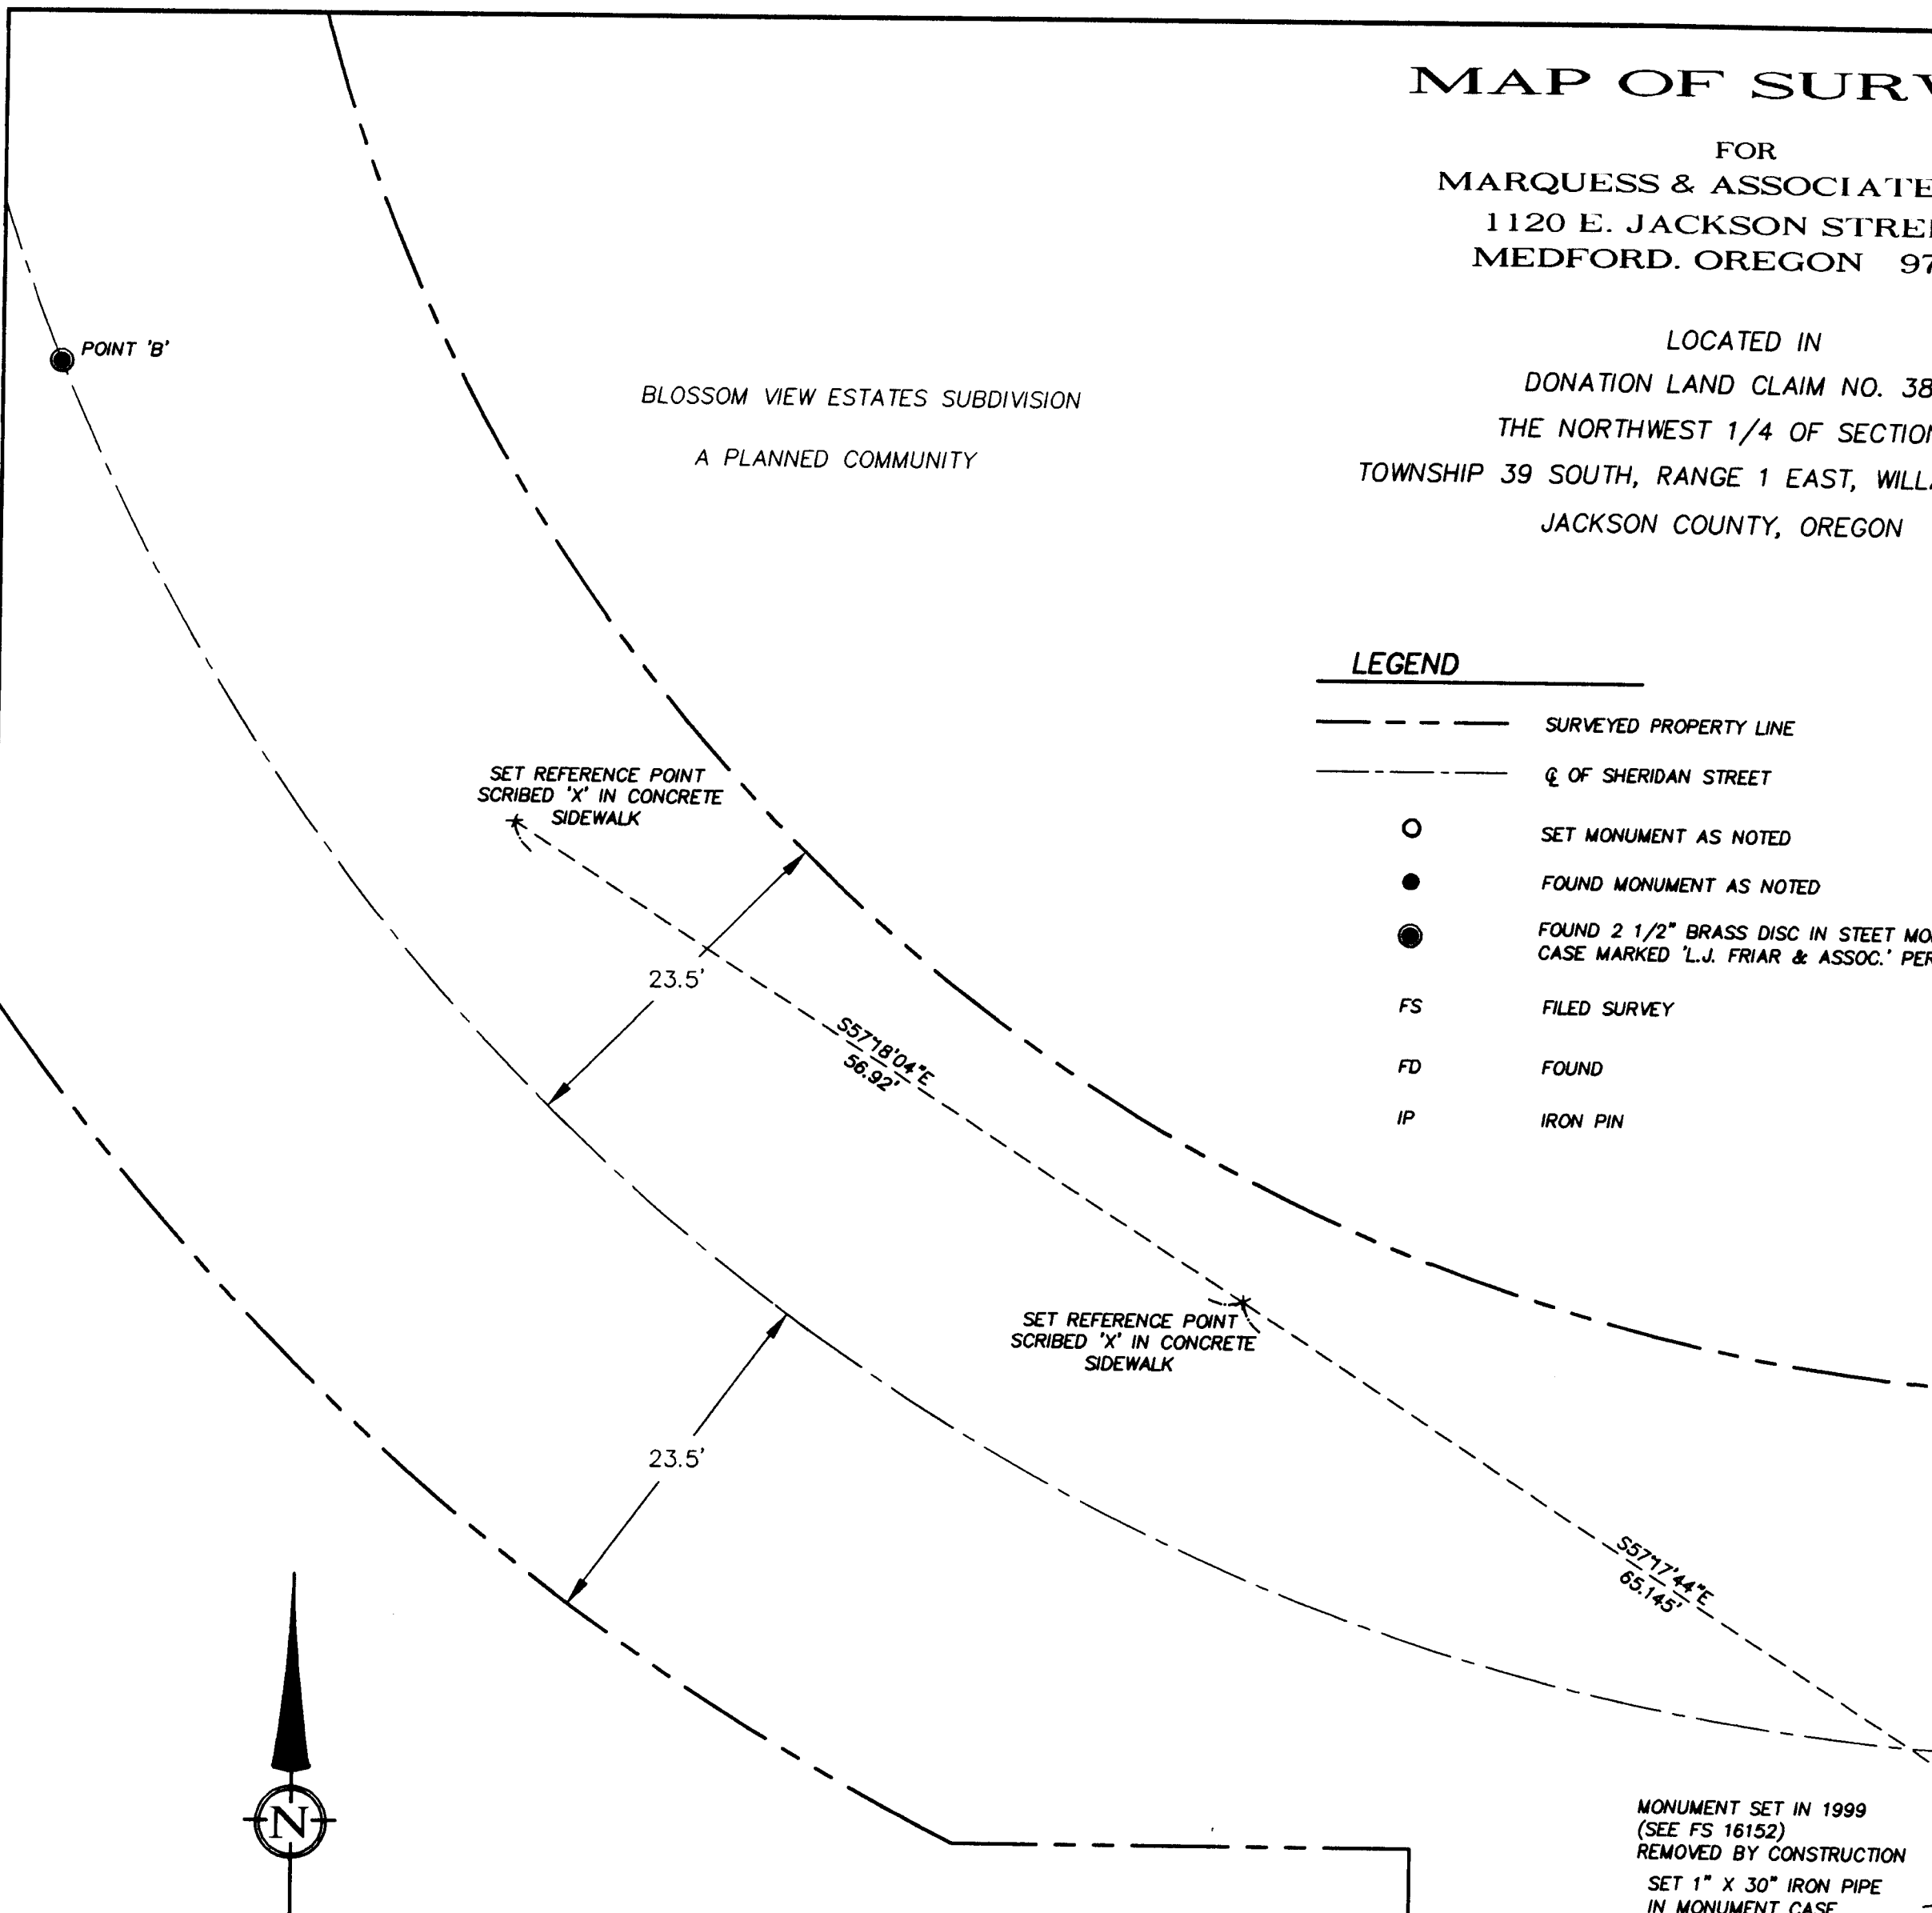 MAP OF SURV
FOR
MARQUESS & ASSOCIATE
1120 E. JACKSON STRE
MEDFORD. OREGON 97
LOCATED IN
DONATION LAND CLAIM NO. 38
THE NORTHWEST 1/4 OF SECTION
TOWNSHIP 39 SOUTH, RANGE 1 EAST, WILL
JACKSON COUNTY, OREGON
POINT 'B'
BLOSSOM VIEW ESTATES SUBDIVISION
A PLANNED COMMUNITY
LEGEND
SURVEYED PROPERTY LINE
℄ OF SHERIDAN STREET
SET MONUMENT AS NOTED
FOUND MONUMENT AS NOTED
FOUND 2 1/2" BRASS DISC IN STEET MO
CASE MARKED 'L.J. FRIAR & ASSOC.' PER
FS FILED SURVEY
FD FOUND
IP IRON PIN
SET REFERENCE POINT
SCRIBED 'X' IN CONCRETE
SIDEWALK
23.5'
S57°18'04"E
56.92'
SET REFERENCE POINT
SCRIBED 'X' IN CONCRETE
SIDEWALK
23.5'
S57°17'44"E
65.145'
N
MONUMENT SET IN 1999
(SEE FS 16152)
REMOVED BY CONSTRUCTION
SET 1" X 30" IRON PIPE
IN MONUMENT CASE